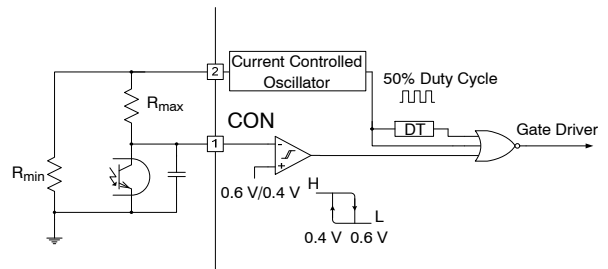 2
Current Controlled
Oscillator
50% Duty Cycle
Rmax
1
CON
DT
Gate Driver
Rmin
-
+
0.6 V/0.4 V
H
L
0.4 V 0.6 V